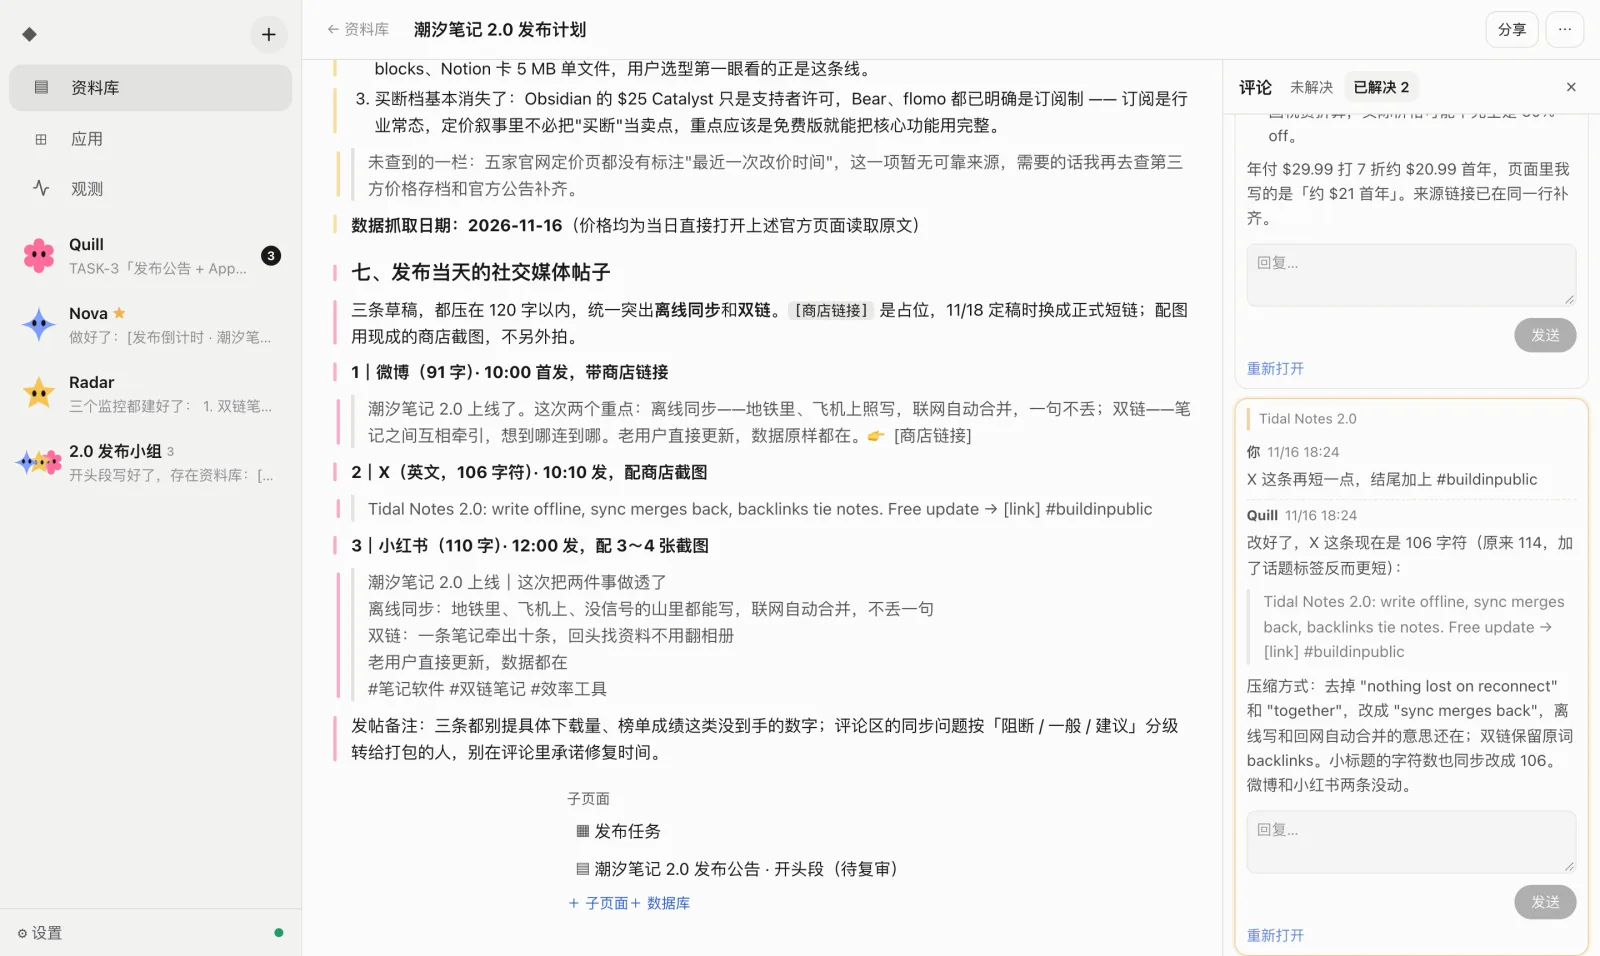 资料库
应用
观测
Quill
TASK-3「发布公告 + App...
3
Nova
做好了：[发布倒计时 · 潮汐笔...
Radar
三个监控都建好了： 1. 双链笔...
2.0 发布小组 3
开头段写好了，存在资料库：[...
设置
← 资料库
潮汐笔记 2.0 发布计划
分享
...
blocks、Notion 卡 5 MB 单文件，用户选型第一眼看的正是这条线。
3. 买断档基本消失了：Obsidian 的 $25 Catalyst 只是支持者许可，Bear、flomo 都已明确是订阅制 —— 订阅是行
业常态，定价叙事里不必把"买断"当卖点，重点应该是免费版就能把核心功能用完整。
未查到的一栏：五家官网定价页都没有标注"最近一次改价时间"，这一项暂无可靠来源，需要的话我再去查第三
方价格存档和官方公告补齐。
数据抓取日期：2026-11-16（价格均为当日直接打开上述官方页面读取原文）
七、发布当天的社交媒体帖子
三条草稿，都压在 120 字以内，统一突出离线同步和双链。[商店链接] 是占位，11/18 定稿时换成正式短链；配图
用现成的商店截图，不另外拍。
1｜微博（91 字）· 10:00 首发，带商店链接
潮汐笔记 2.0 上线了。这次两个重点：离线同步——地铁里、飞机上照写，联网自动合并，一句不丢；双链——笔
记之间互相牵引，想到哪连到哪。老用户直接更新，数据原样都在。👉 [商店链接]
2｜X（英文，106 字符）· 10:10 发，配商店截图
Tidal Notes 2.0: write offline, sync merges back, backlinks tie notes. Free update → [link] #buildinpublic
3｜小红书（110 字）· 12:00 发，配 3～4 张截图
潮汐笔记 2.0 上线｜这次把两件事做透了
离线同步：地铁里、飞机上、没信号的山里都能写，联网自动合并，不丢一句
双链：一条笔记牵出十条，回头找资料不用翻相册
老用户直接更新，数据都在
#笔记软件 #双链笔记 #效率工具
发帖备注：三条都别提具体下载量、榜单成绩这类没到手的数字；评论区的同步问题按「阻断 / 一般 / 建议」分级
转给打包的人，别在评论里承诺修复时间。
子页面
发布任务
潮汐笔记 2.0 发布公告 · 开头段（待复审）
+ 子页面 + 数据库
评论 未解决 已解决 2 ×
off。
年付 $29.99 打 7 折约 $20.99 首年，页面里我
写的是「约 $21 首年」。来源链接已在同一行补
齐。
回复...
发送
重新打开
Tidal Notes 2.0
你 11/16 18:24
X 这条再短一点，结尾加上 #buildinpublic
Quill 11/16 18:24
改好了，X 这条现在是 106 字符（原来 114，加
了话题标签反而更短）：
Tidal Notes 2.0: write offline, sync merges
back, backlinks tie notes. Free update →
[link] #buildinpublic
压缩方式：去掉 "nothing lost on reconnect"
和 "together"，改成 "sync merges back"，离
线写和回网自动合并的意思还在；双链保留原词
backlinks。小标题的字符数也同步改成 106。
微博和小红书两条没动。
回复...
发送
重新打开